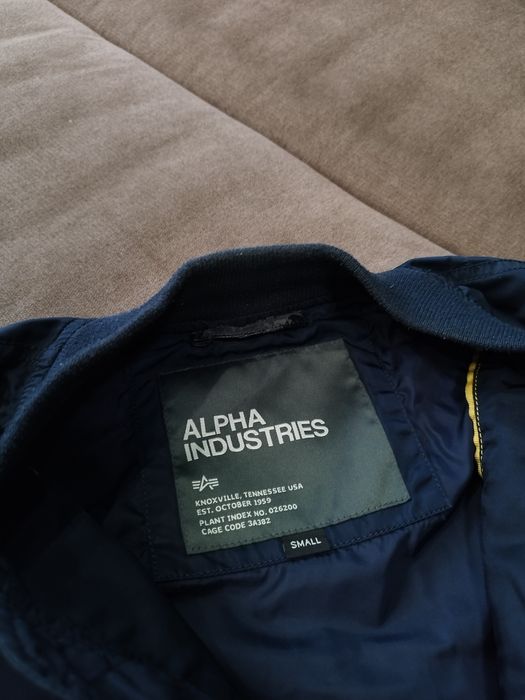 ALPHA
INDUSTRIES
KNOXVILLE, TENNESSEE USA
EST. OCTOBER 1959
PLANT INDEX NO. 026200
CAGE CODE 3A382
SMALL